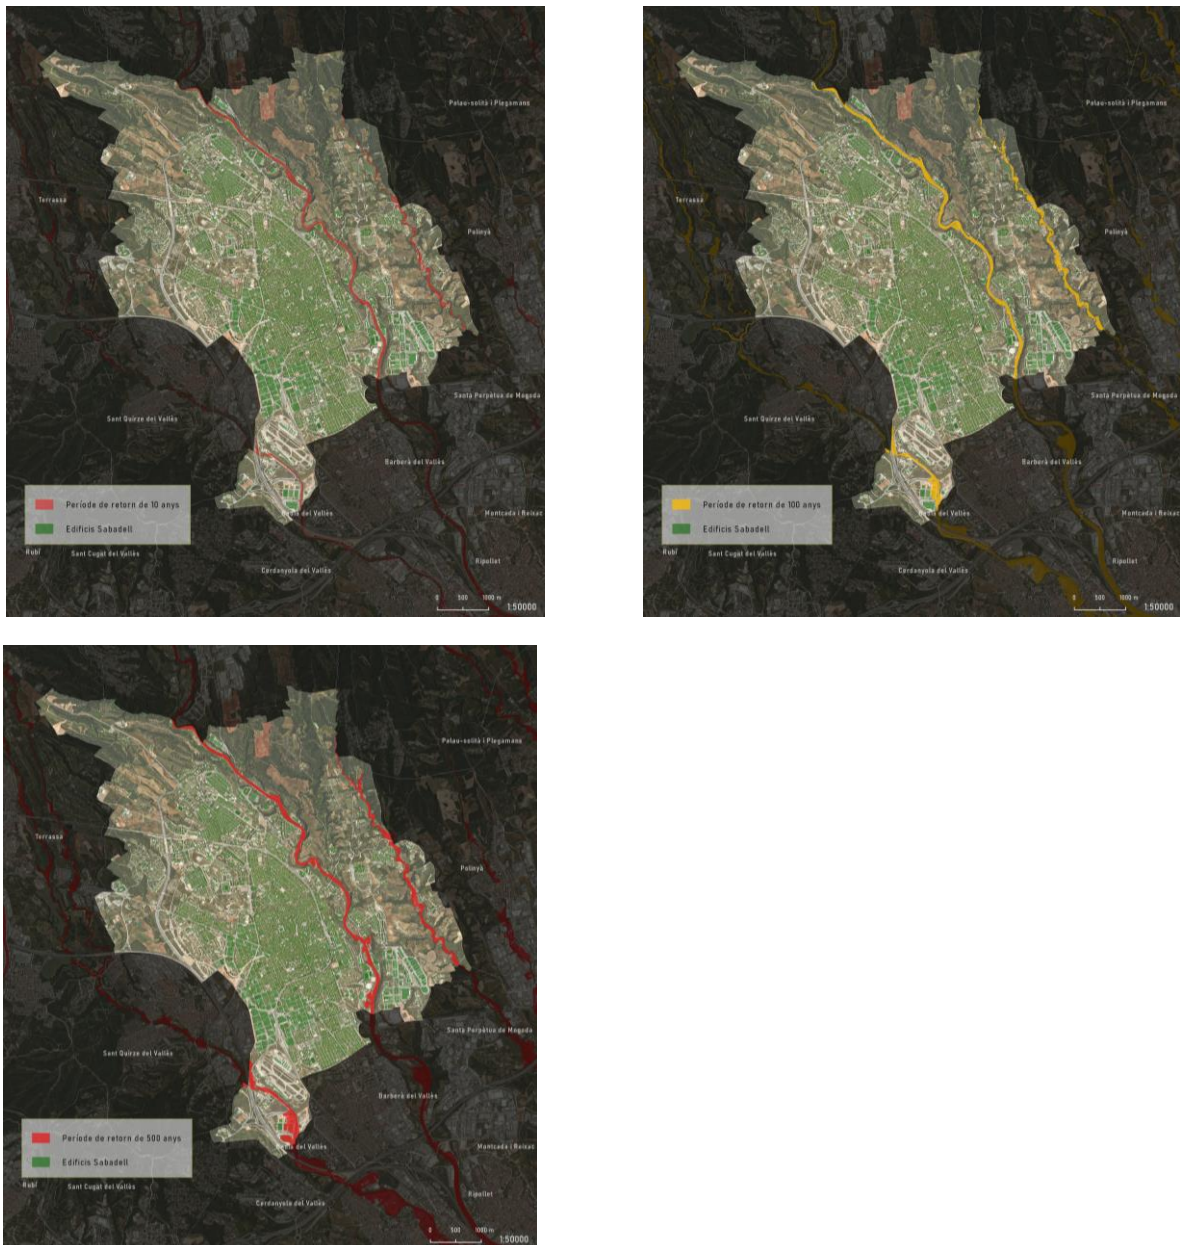 Palau-solità i Plegamans
Terrassa
Polinyà
Santa Perpètua de Mogoda
Sant Quirze del Vallès
Barberà del Vallès
Període de retorn de 10 anys
Edificis Sabadell
del Vallès
Montcada i Reixac
Rubí
Sant Cugat del Vallès
Cerdanyola del Vallès
Ripollet
0 500 1000 m
1:50000
Palau-solità i Plegamans
Terrassa
Polinyà
Santa Perpètua de Mogoda
Sant Quirze del Vallès
Barberà del Vallès
Període de retorn de 100 anys
Edificis Sabadell
del Vallès
Montcada i Reixac
Rubí
Sant Cugat del Vallès
Cerdanyola del Vallès
Ripollet
0 500 1000 m
1:50000
Palau-solità i Plegamans
Terrassa
Polinyà
Santa Perpètua de Mogoda
Sant Quirze del Vallès
Barberà del Vallès
Període de retorn de 500 anys
Edificis Sabadell
del Vallès
Montcada i Reixac
Rubí
Sant Cugat del Vallès
Cerdanyola del Vallès
Ripollet
0 500 1000 m
1:50000